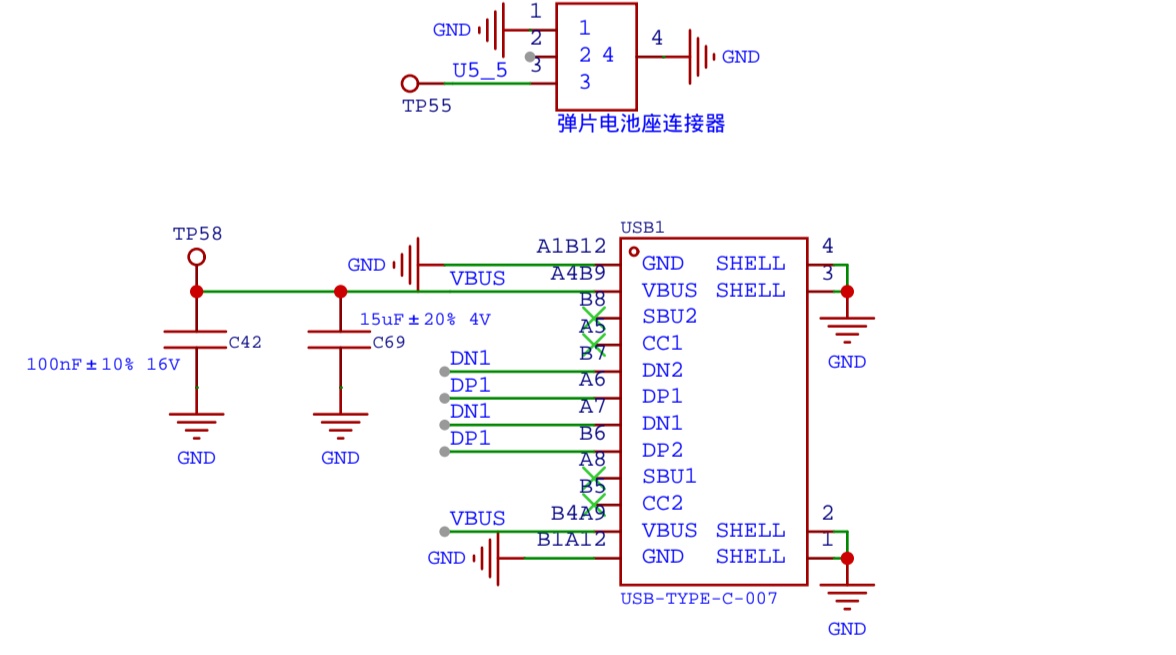 1
GND
1
2
4
2 4
GND
3
U5_5
3
TP55
弹片电池座连接器
USB1
TP58
A1B12
4
GND
GND SHELL
A4B9
3
VBUS
VBUS SHELL
B8
15uF±20% 4V
SBU2
A5
C42
C69
CC1
B7
100nF±10% 16V
DN1
DN2
GND
A6
DP1
DP1
A7
DN1
DN1
B6
DP1
DP2
GND
GND
A8
SBU1
B5
CC2
B4A9
2
VBUS
VBUS SHELL
B1A12
1
GND
GND SHELL
USB-TYPE-C-007
GND